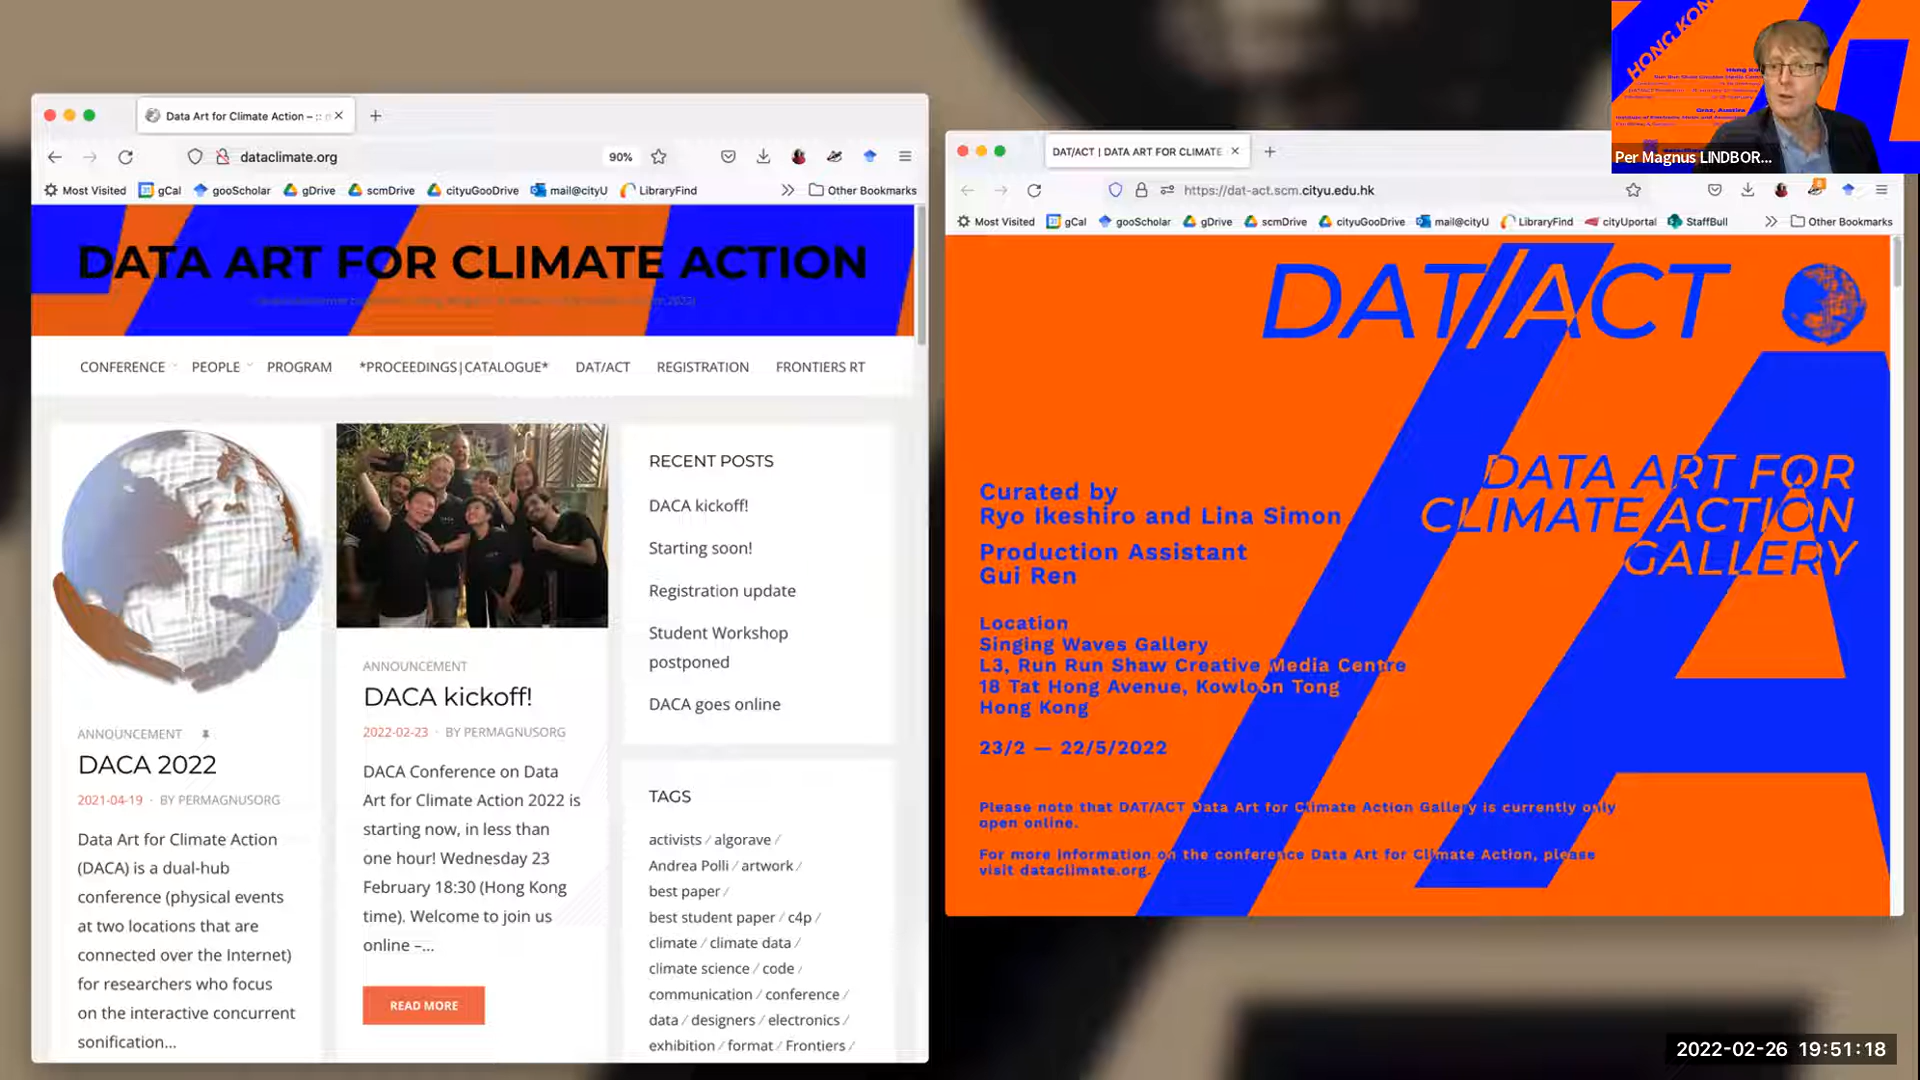 Data Art for Climate Action – ::
dataclimate.org
90%
Most Visited
gCal
gooScholar
gDrive
scmDrive
cityuGooDrive
mail@cityU
LibraryFind
Other Bookmarks
DATA ART FOR CLIMATE ACTION
CONFERENCE
PEOPLE
PROGRAM
*PROCEEDINGS|CATALOGUE*
DAT/ACT
REGISTRATION
FRONTIERS RT
ANNOUNCEMENT
DACA 2022
2021-04-19 · BY PERMAGNUSORG
Data Art for Climate Action
(DACA) is a dual-hub
conference (physical events
at two locations that are
connected over the Internet)
for researchers who focus
on the interactive concurrent
sonification...
ANNOUNCEMENT
DACA kickoff!
2022-02-23 · BY PERMAGNUSORG
DACA Conference on Data
Art for Climate Action 2022 is
starting now, in less than
one hour! Wednesday 23
February 18:30 (Hong Kong
time). Welcome to join us
online –...
READ MORE
RECENT POSTS
DACA kickoff!
Starting soon!
Registration update
Student Workshop
postponed
DACA goes online
TAGS
activists / algorave /
Andrea Polli / artwork /
best paper /
best student paper / c4p /
climate / climate data /
climate science / code /
communication / conference /
data / designers / electronics /
exhibition / format / Frontiers /
DAT/ACT | DATA ART FOR CLIMATE
https://dat-act.scm.cityu.edu.hk
Most Visited
gCal
gooScholar
gDrive
scmDrive
cityuGooDrive
mail@cityU
LibraryFind
cityUportal
StaffBull
Other Bookmarks
DAT//ACT
DATA ART FOR
CLIMATE ACTION
GALLERY
Curated by
Ryo Ikeshiro and Lina Simon
Production Assistant
Gui Ren
Location
Singing Waves Gallery
L3, Run Run Shaw Creative Media Centre
18 Tat Hong Avenue, Kowloon Tong
Hong Kong
23/2 — 22/5/2022
Please note that DAT/ACT Data Art for Climate Action Gallery is currently only
open online.
For more information on the conference Data Art for Climate Action, please
visit dataclimate.org.
HONG KON
Per Magnus LINDBOR...
2022-02-26 19:51:18